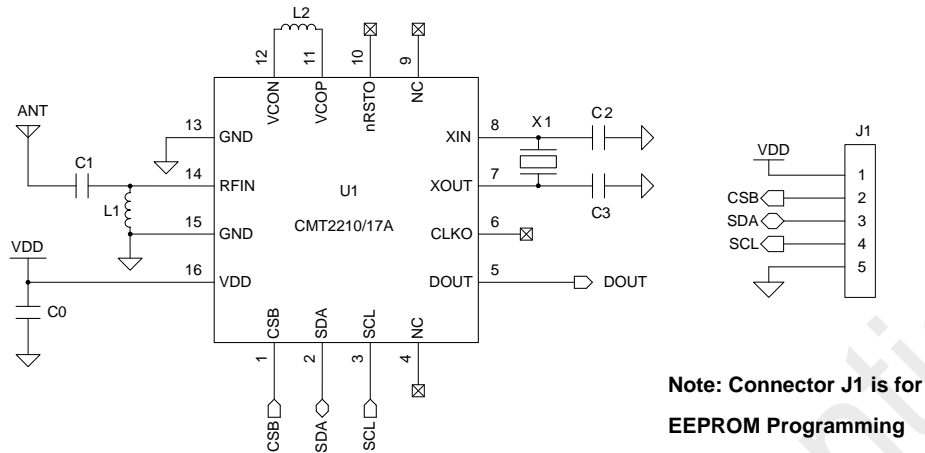 L2
12
11
10
9
VCON
VCOP
nRSTO
NC
ANT
13
GND
XIN
8
X1
C2
J1
VDD
1
C1
14
RFIN
U1
XOUT
7
CSB
2
L1
CMT2210/17A
C3
SDA
3
15
GND
CLKO
6
SCL
4
VDD
16
VDD
DOUT
5
DOUT
5
C0
CSB
SDA
SCL
NC
1
2
3
4
CSB
SDA
SCL
Note: Connector J1 is for
EEPROM Programming